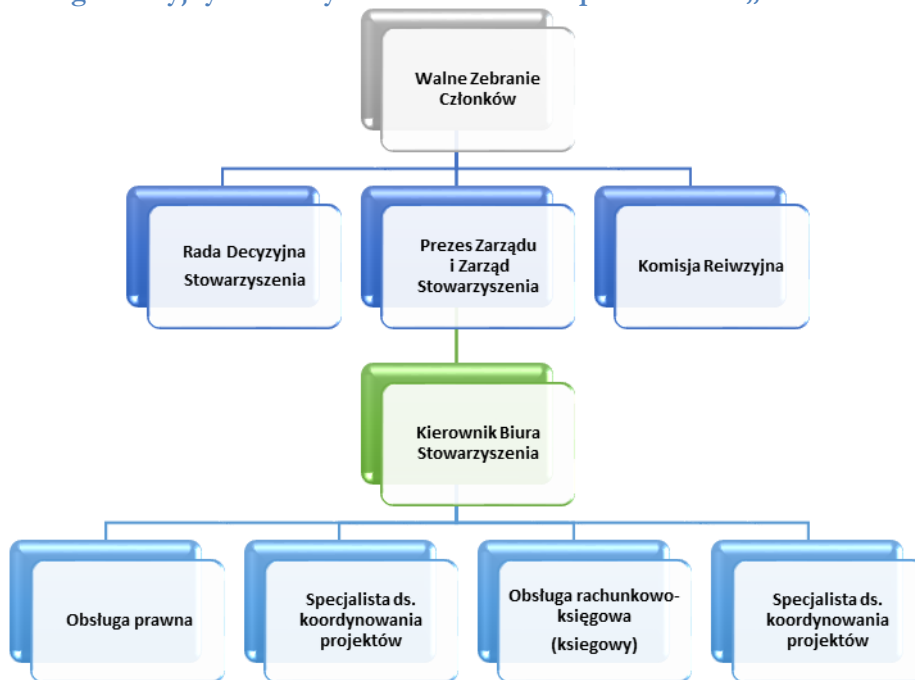 Walne Zebranie
Członków
Rada Decyzyjna
Stowarzyszenia
Prezes Zarządu
i Zarząd
Stowarzyszenia
Komisja Reiwzyjna
Kierownik Biura
Stowarzyszenia
Obsługa prawna
Specjalista ds.
koordynowania
projektów
Obsługa rachunkowo-
księgowa
(ksiegowy)
Specjalista ds.
koordynowania
projektów